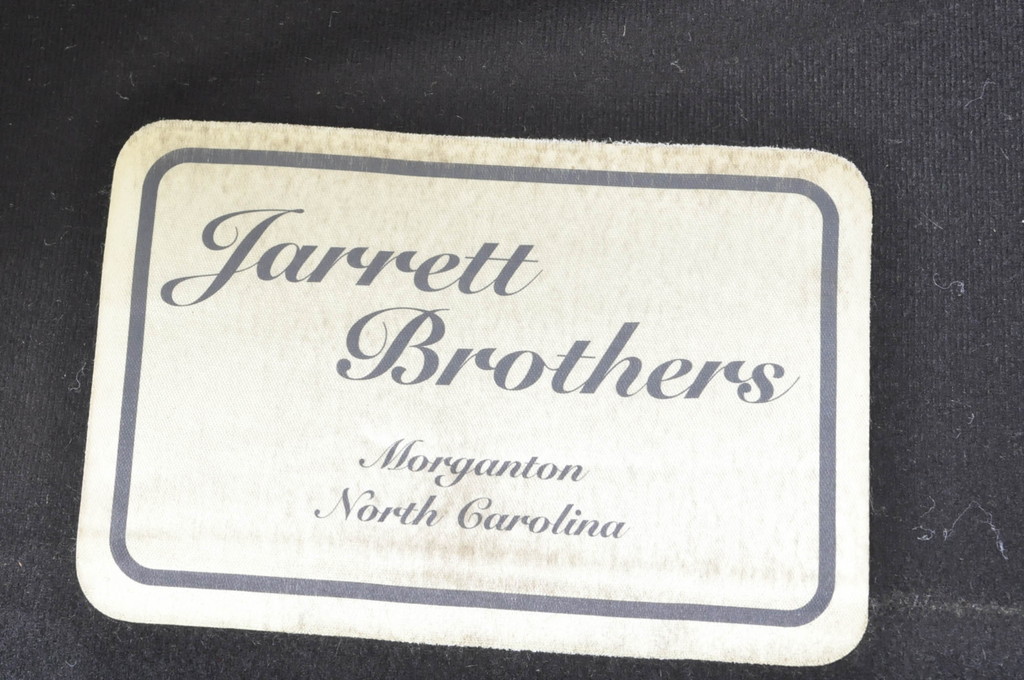 Jarrett
Brothers
Morganton
North Carolina